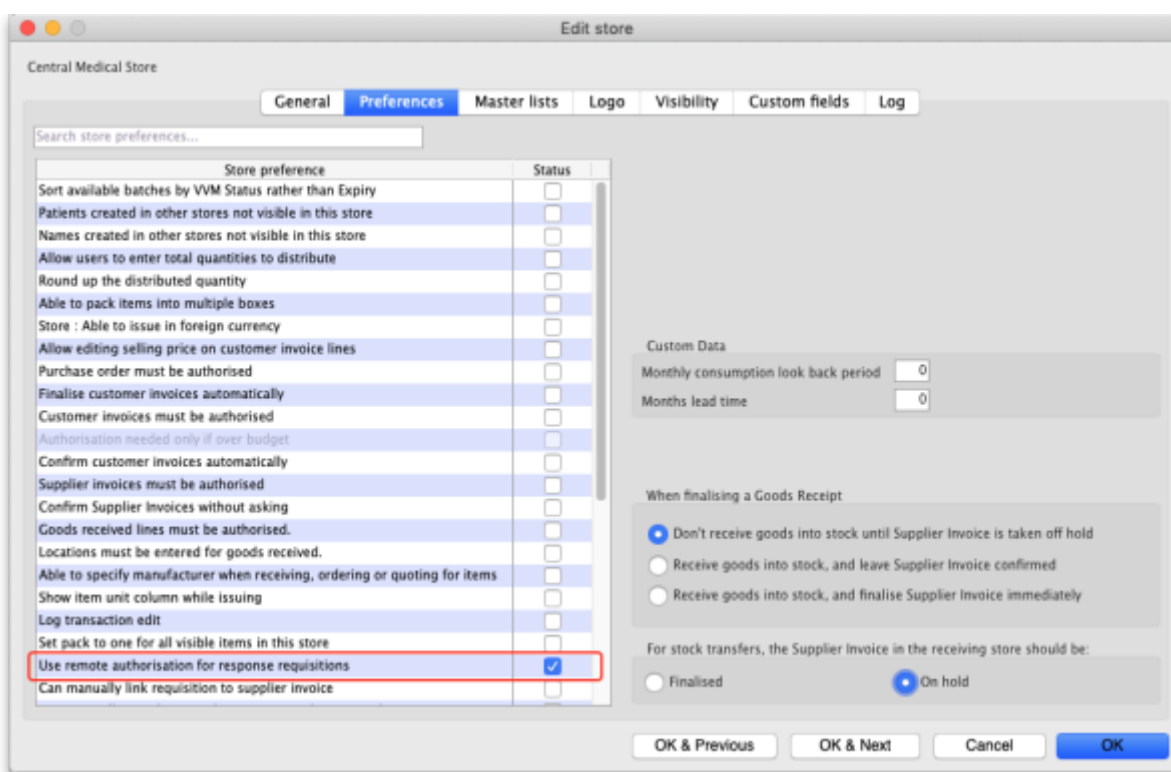 Edit store
Central Medical Store
General Preferences Master lists Logo Visibility Custom fields Log
Search store preferences...
Store preference Status
Sort available batches by VVM Status rather than Expiry
Patients created in other stores not visible in this store
Names created in other stores not visible in this store
Allow users to enter total quantities to distribute
Round up the distributed quantity
Able to pack items into multiple boxes
Store : Able to issue in foreign currency
Allow editing selling price on customer invoice lines
Purchase order must be authorised
Finalise customer invoices automatically
Customer invoices must be authorised
Authorisation needed only if over budget
Confirm customer invoices automatically
Supplier invoices must be authorised
Confirm Supplier Invoices without asking
Goods received lines must be authorised.
Locations must be entered for goods received.
Able to specify manufacturer when receiving, ordering or quoting for items
Show item unit column while issuing
Log transaction edit
Set pack to one for all visible items in this store
Use remote authorisation for response requisitions
Can manually link requisition to supplier invoice
Custom Data
Monthly consumption look back period 0
Months lead time 0
When finalising a Goods Receipt
Don't receive goods into stock until Supplier Invoice is taken off hold
Receive goods into stock, and leave Supplier Invoice confirmed
Receive goods into stock, and finalise Supplier Invoice immediately
For stock transfers, the Supplier Invoice in the receiving store should be:
Finalised On hold
OK & Previous OK & Next Cancel OK